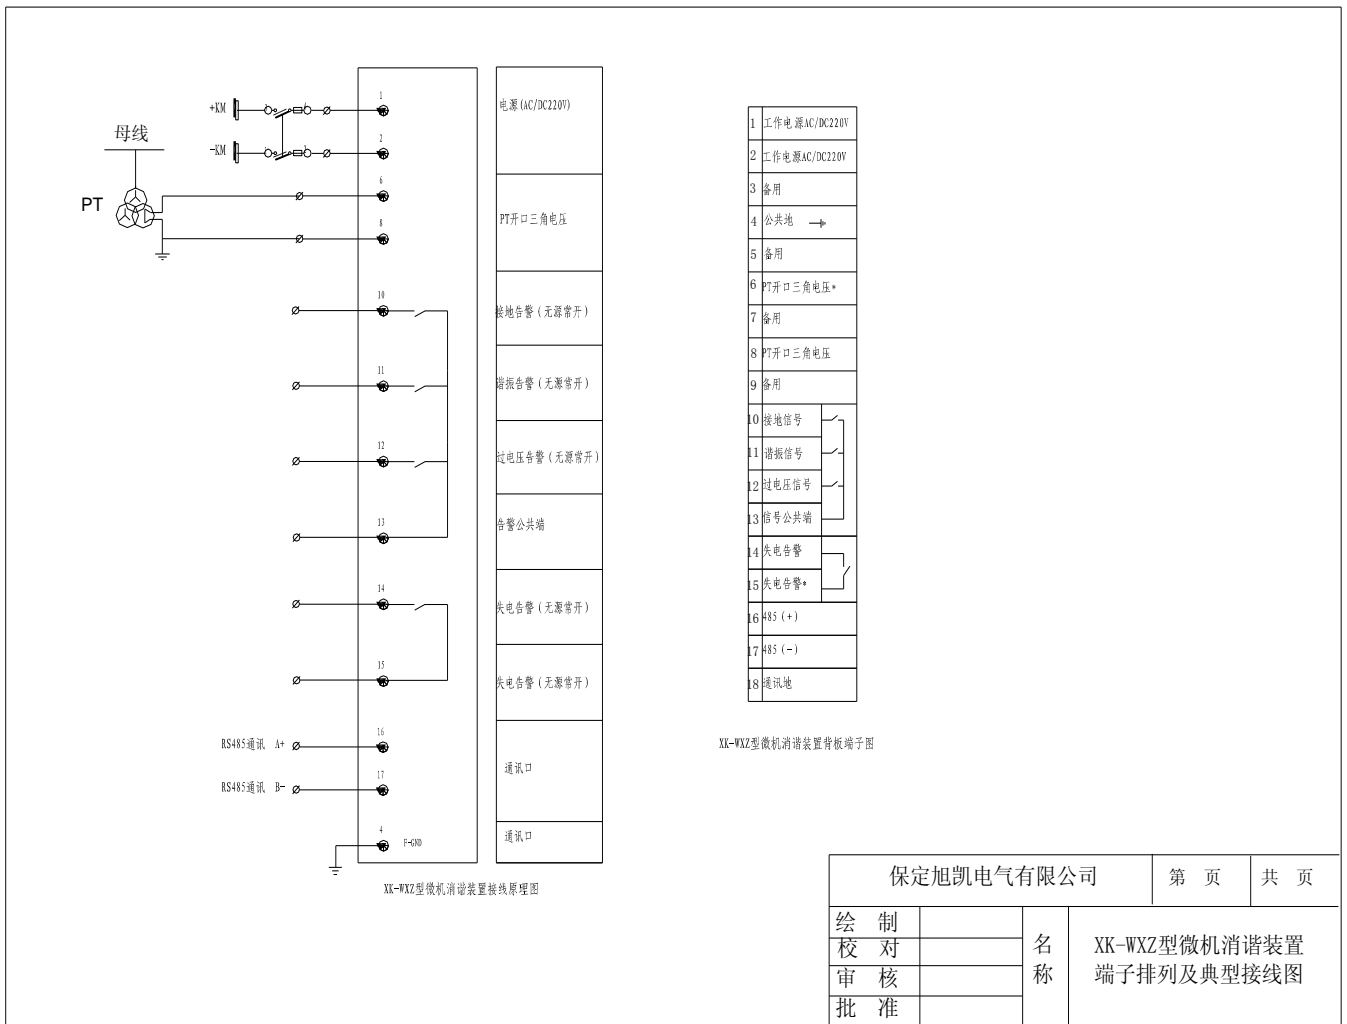 +KM
1
电源(AC/DC220V)
母线
-KM
2
PT
6
8
PT开口三角电压
10
接地告警(无源常开)
11
谐振告警(无源常开)
12
过电压告警(无源常开)
13
告警公共端
14
失电告警(无源常开)
15
失电告警(无源常开)
RS485通讯 A+
16
通讯口
RS485通讯 B-
17
4
F-GND
通讯口
XK-WXZ型微机消谐装置接线原理图
1 工作电源AC/DC220V
2 工作电源AC/DC220V
3 备用
4 公共地
5 备用
6 PT开口三角电压*
7 备用
8 PT开口三角电压
9 备用
10 接地信号
11 谐振信号
12 过电压信号
13 信号公共端
14 失电告警
15 失电告警*
16 485(+)
17 485(-)
18 通讯地
XK-WXZ型微机消谐装置背板端子图
保定旭凯电气有限公司 第 页 共 页
绘 制
校 对
审 核
批 准
名
称
XK-WXZ型微机消谐装置
端子排列及典型接线图